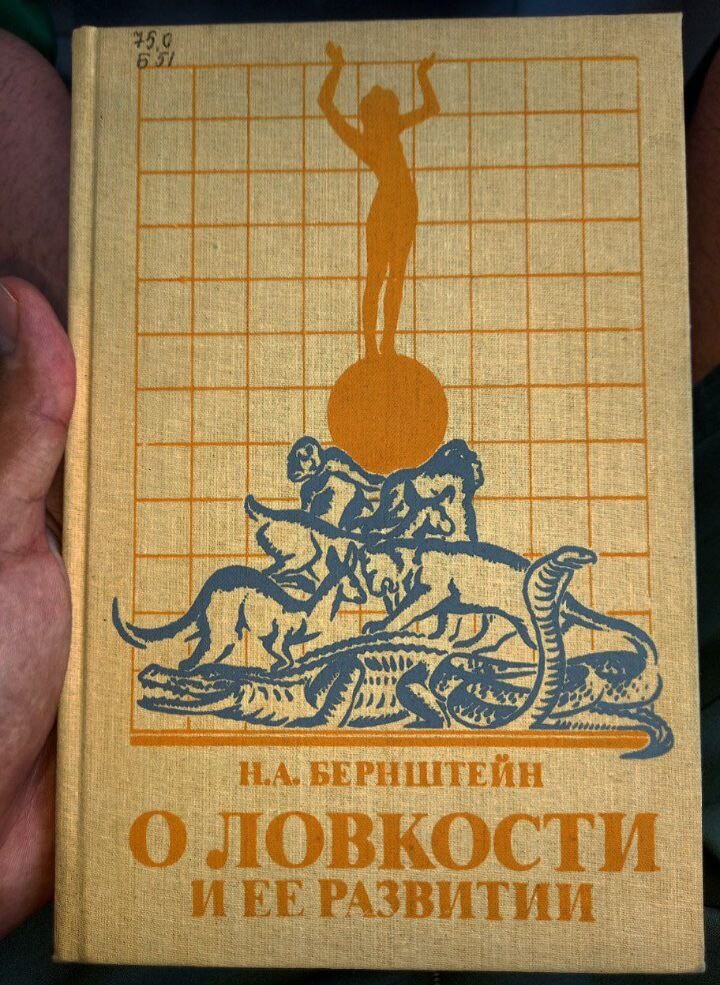 75.0
Б 51
Н.А. БЕРНШТЕЙН
О ЛОВКОСТИ
И ЕЕ РАЗВИТИИ